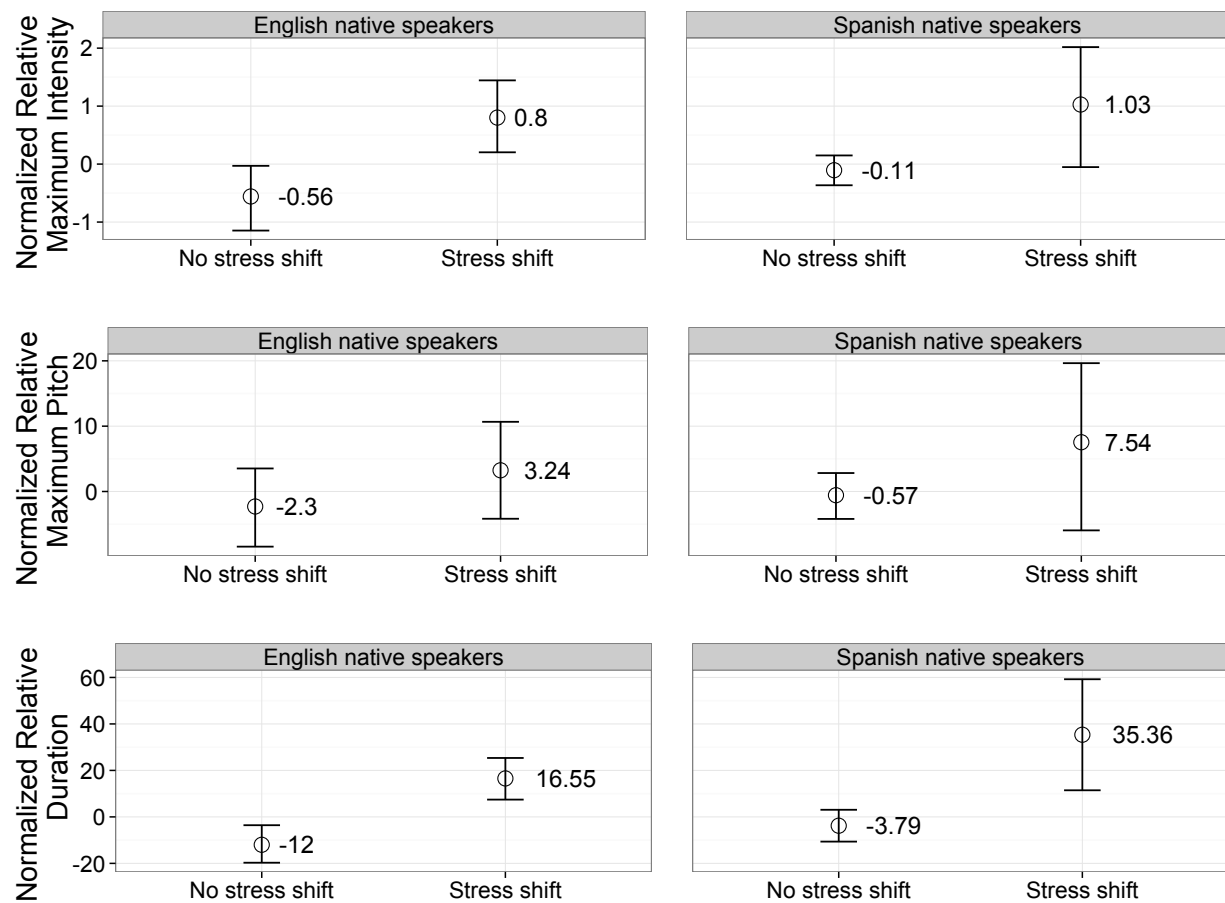 Normalized Relative
Maximum Intensity
English native speakers
Spanish native speakers
2
1
0
-1
0.8
-0.56
1.03
-0.11
No stress shift
Stress shift
No stress shift
Stress shift
Normalized Relative
Maximum Pitch
English native speakers
Spanish native speakers
20
10
0
3.24
-2.3
7.54
-0.57
No stress shift
Stress shift
No stress shift
Stress shift
Normalized Relative
Duration
English native speakers
Spanish native speakers
60
40
20
0
-20
16.55
-12
35.36
-3.79
No stress shift
Stress shift
No stress shift
Stress shift